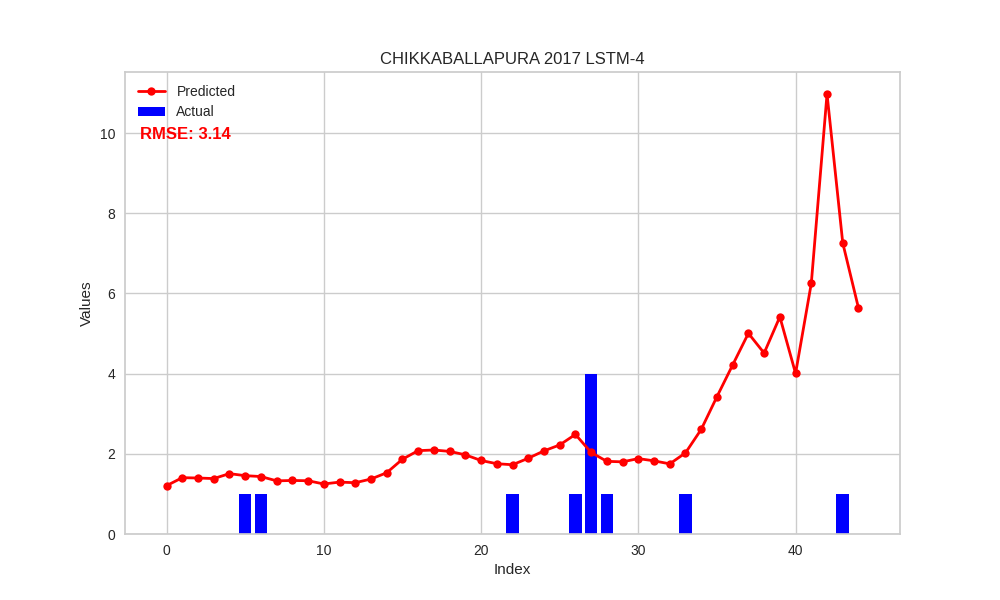 CHIKKABALLAPURA 2017 LSTM-4
Predicted
Actual
RMSE: 3.14
10
8
6
4
2
0
Values
0 10 20 30 40
Index